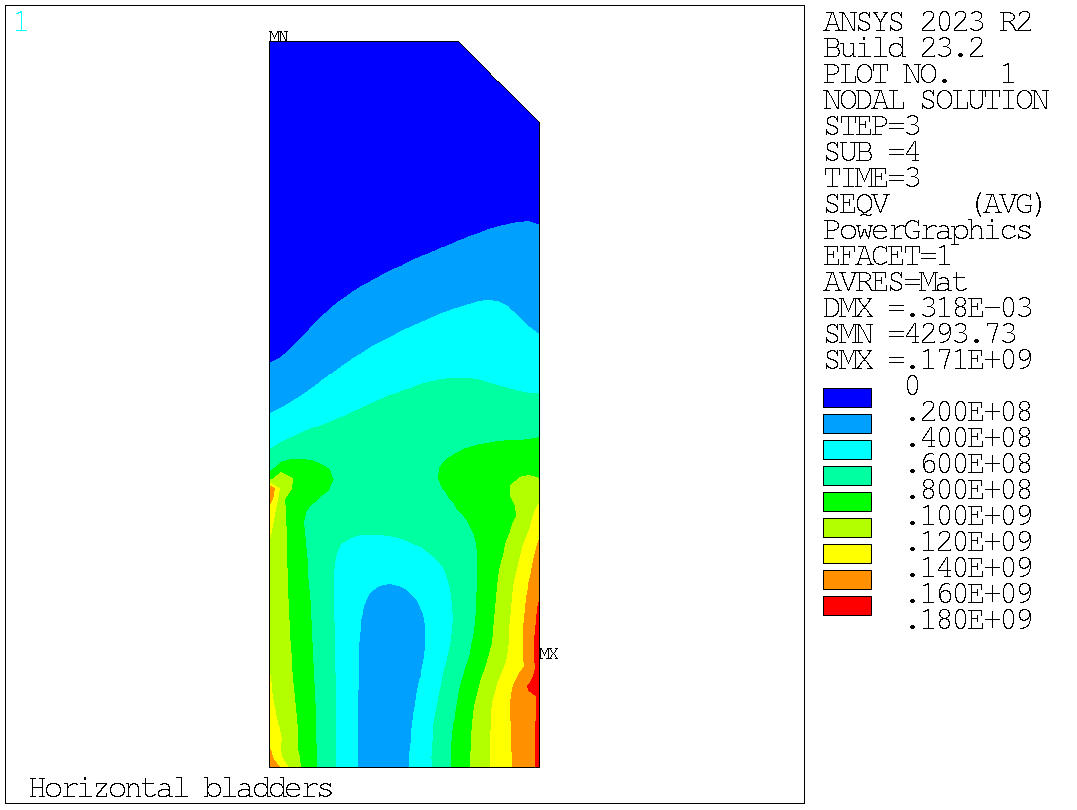 1
MN
MX
Horizontal bladders
ANSYS 2023 R2
Build 23.2
PLOT NO. 1
NODAL SOLUTION
STEP=3
SUB =4
TIME=3
SEQV (AVG)
PowerGraphics
EFACET=1
AVRES=Mat
DMX =.318E-03
SMN =4293.73
SMX =.171E+09
0
.200E+08
.400E+08
.600E+08
.800E+08
.100E+09
.120E+09
.140E+09
.160E+09
.180E+09